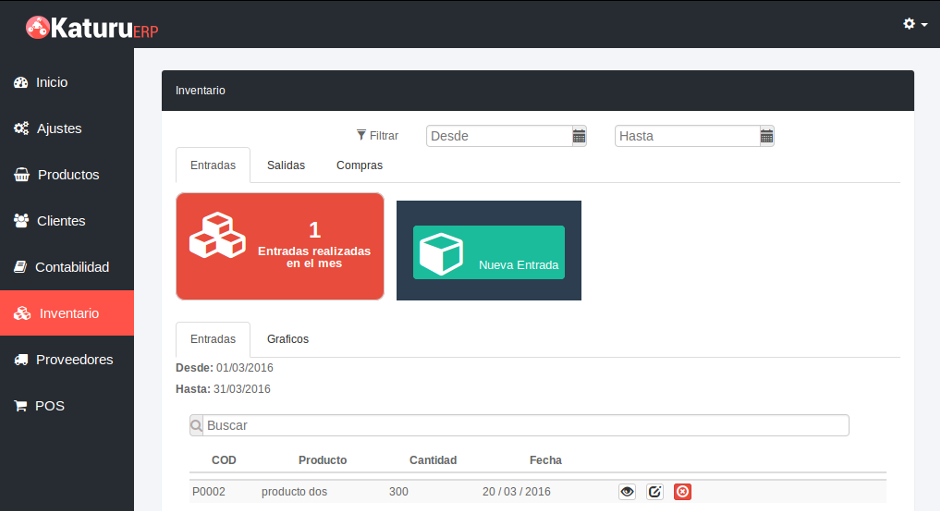 KaturuERP
Inicio
Ajustes
Productos
Clientes
Contabilidad
Inventario
Proveedores
POS
Inventario
Filtrar Desde Hasta
Entradas Salidas Compras
1
Entradas realizadas
en el mes
Nueva Entrada
Entradas Graficos
Desde: 01/03/2016
Hasta: 31/03/2016
Buscar
COD Producto Cantidad Fecha
P0002 producto dos 300 20 / 03 / 2016